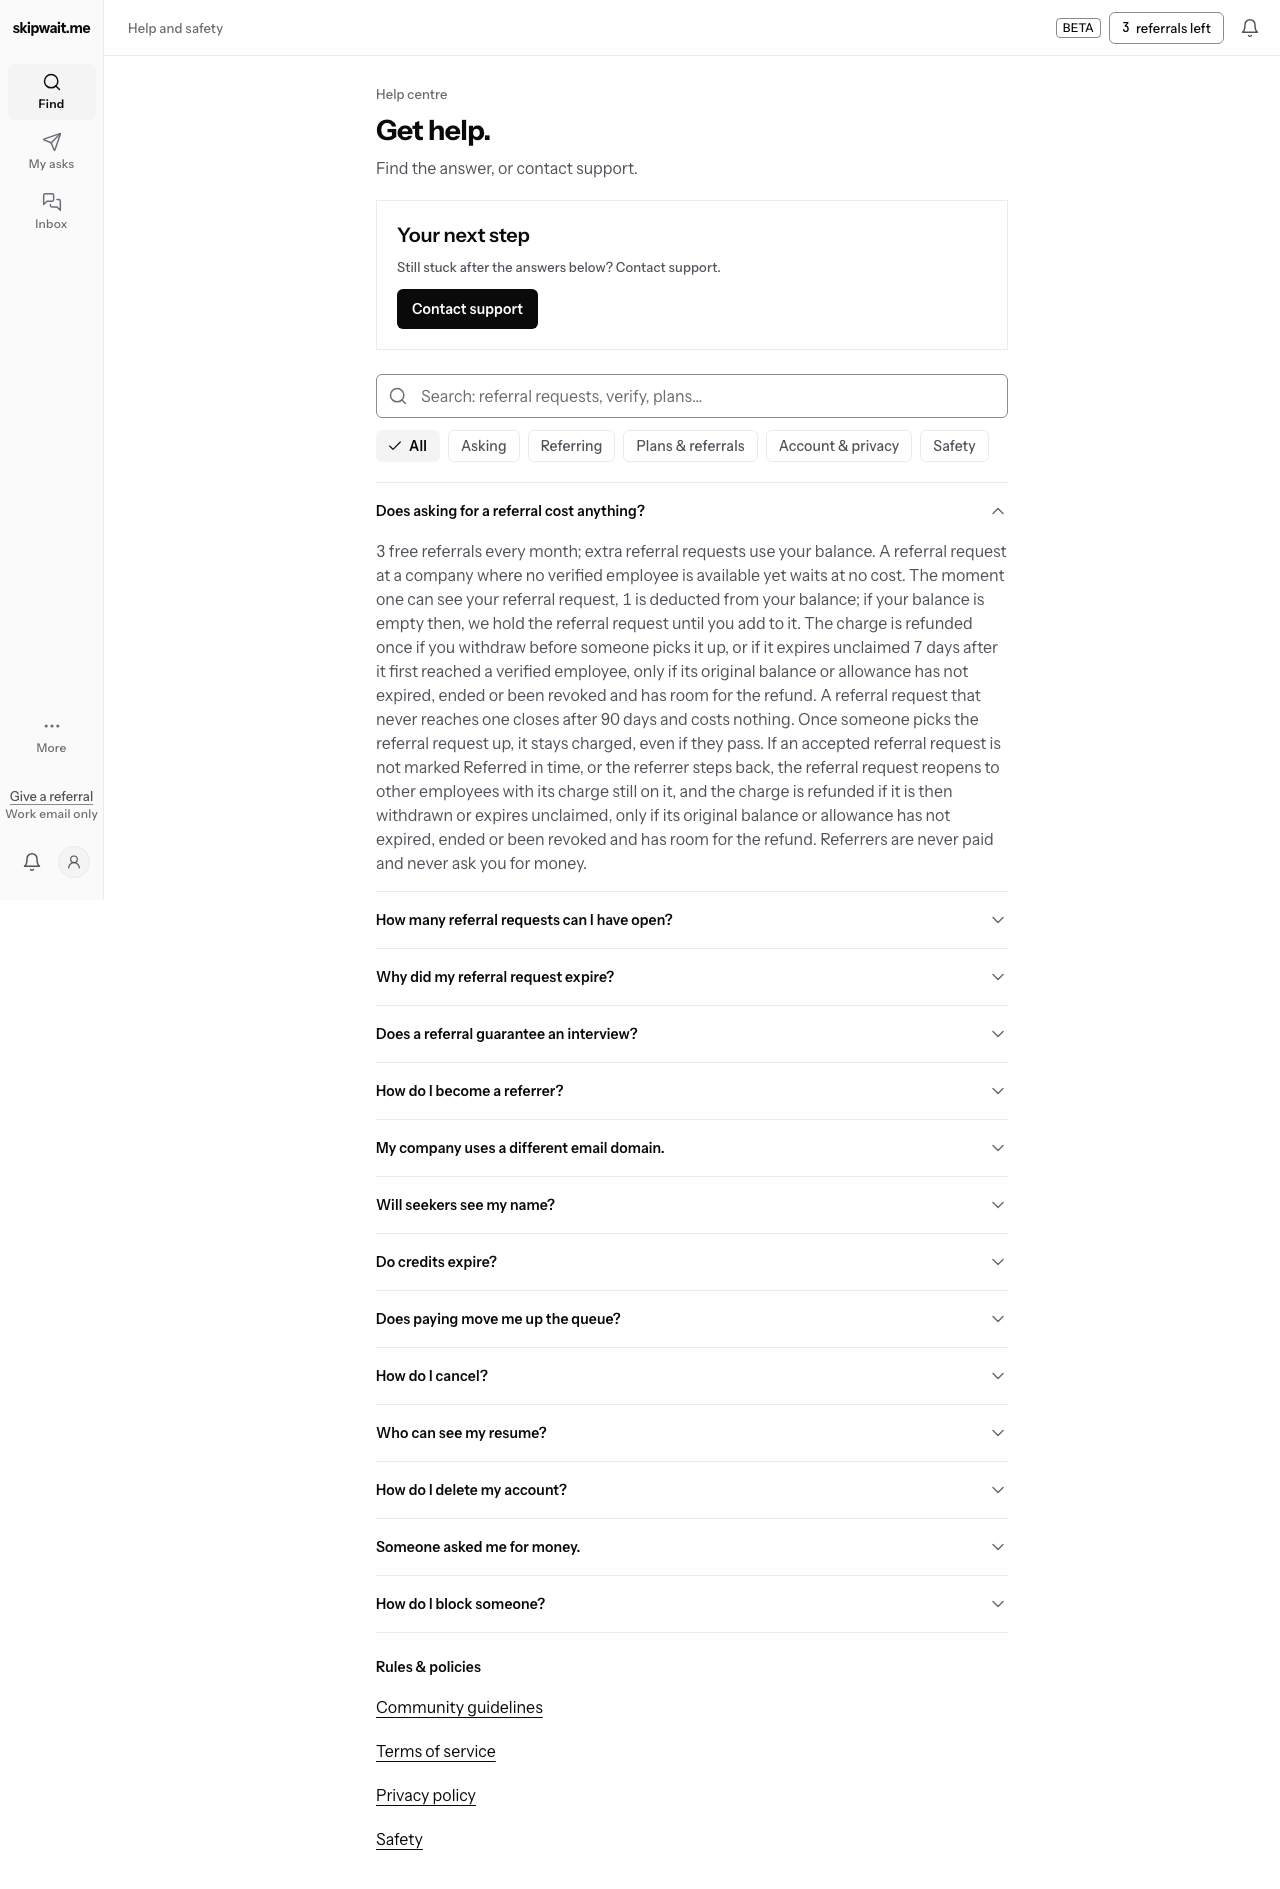 skipwait.me
Help and safety
BETA
3 referrals left
Find
My asks
Inbox
More
Give a referral
Work email only
Help centre
Get help.
Find the answer, or contact support.
Your next step
Still stuck after the answers below? Contact support.
Contact support
Search: referral requests, verify, plans...
All
Asking
Referring
Plans & referrals
Account & privacy
Safety
Does asking for a referral cost anything?
3 free referrals every month; extra referral requests use your balance. A referral request
at a company where no verified employee is available yet waits at no cost. The moment
one can see your referral request, 1 is deducted from your balance; if your balance is
empty then, we hold the referral request until you add to it. The charge is refunded
once if you withdraw before someone picks it up, or if it expires unclaimed 7 days after
it first reached a verified employee, only if its original balance or allowance has not
expired, ended or been revoked and has room for the refund. A referral request that
never reaches one closes after 90 days and costs nothing. Once someone picks the
referral request up, it stays charged, even if they pass. If an accepted referral request is
not marked Referred in time, or the referrer steps back, the referral request reopens to
other employees with its charge still on it, and the charge is refunded if it is then
withdrawn or expires unclaimed, only if its original balance or allowance has not
expired, ended or been revoked and has room for the refund. Referrers are never paid
and never ask you for money.
How many referral requests can I have open?
Why did my referral request expire?
Does a referral guarantee an interview?
How do I become a referrer?
My company uses a different email domain.
Will seekers see my name?
Do credits expire?
Does paying move me up the queue?
How do I cancel?
Who can see my resume?
How do I delete my account?
Someone asked me for money.
How do I block someone?
Rules & policies
Community guidelines
Terms of service
Privacy policy
Safety